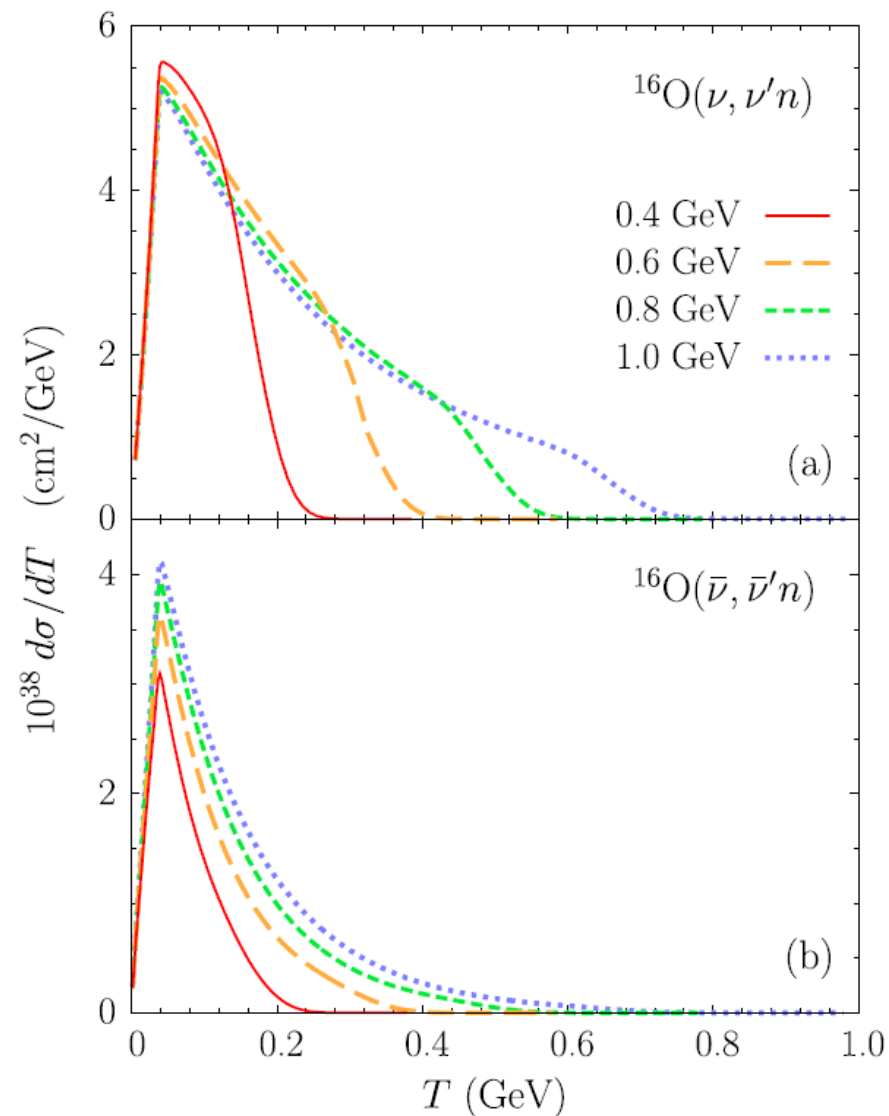 6
4
2
0
¹⁶O(ν, ν′n)
0.4 GeV
0.6 GeV
0.8 GeV
1.0 GeV
(a)
10³⁸ dσ/dT (cm²/GeV)
4
2
0
¹⁶O(ν̄, ν̄′n)
(b)
0 0.2 0.4 0.6 0.8 1.0
T (GeV)